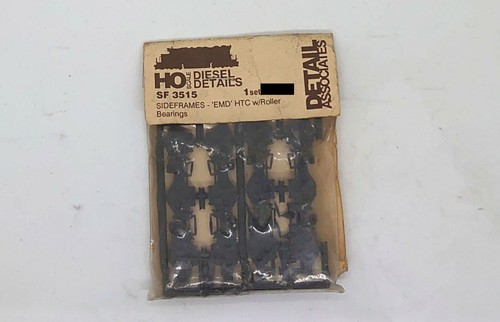 HO SCALE DIESEL DETAILS
SF 3515 1 set
SIDEFRAMES - 'EMD' HTC w/Roller
Bearings
DETAIL ASSOCIATES